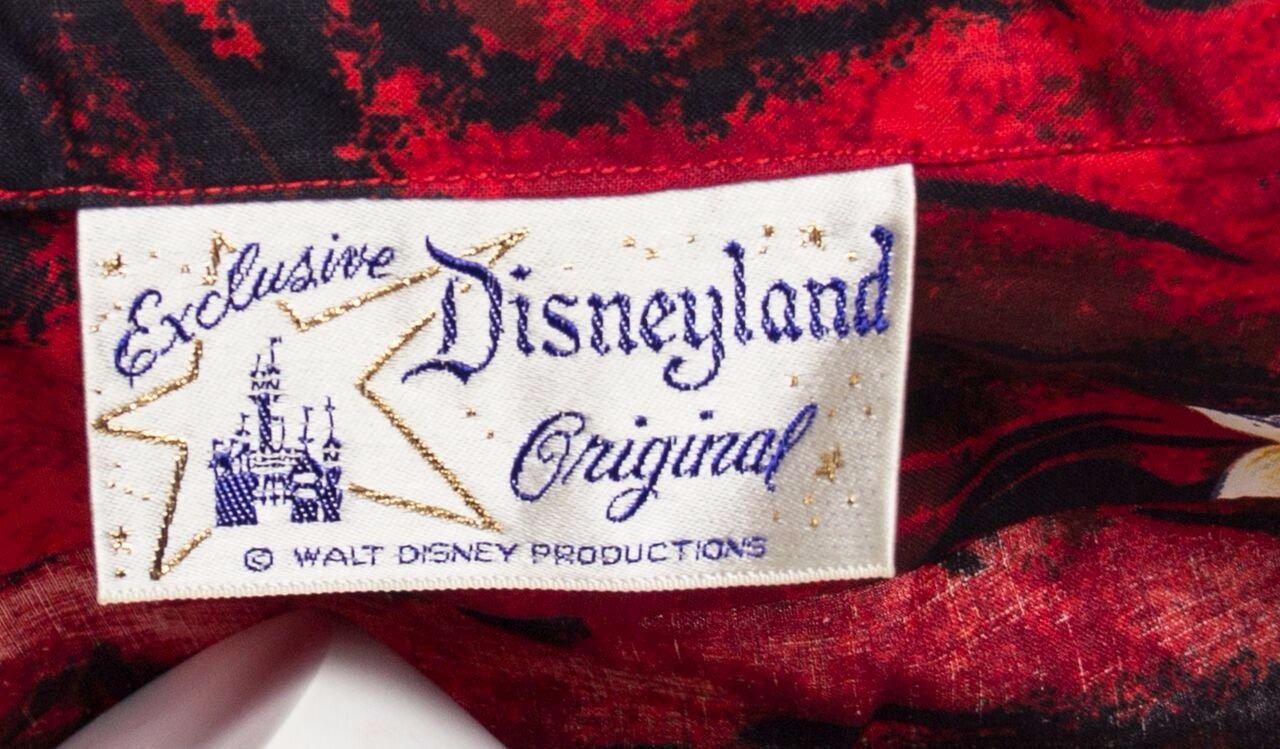 Exclusive Disneyland
Original
© WALT DISNEY PRODUCTIONS